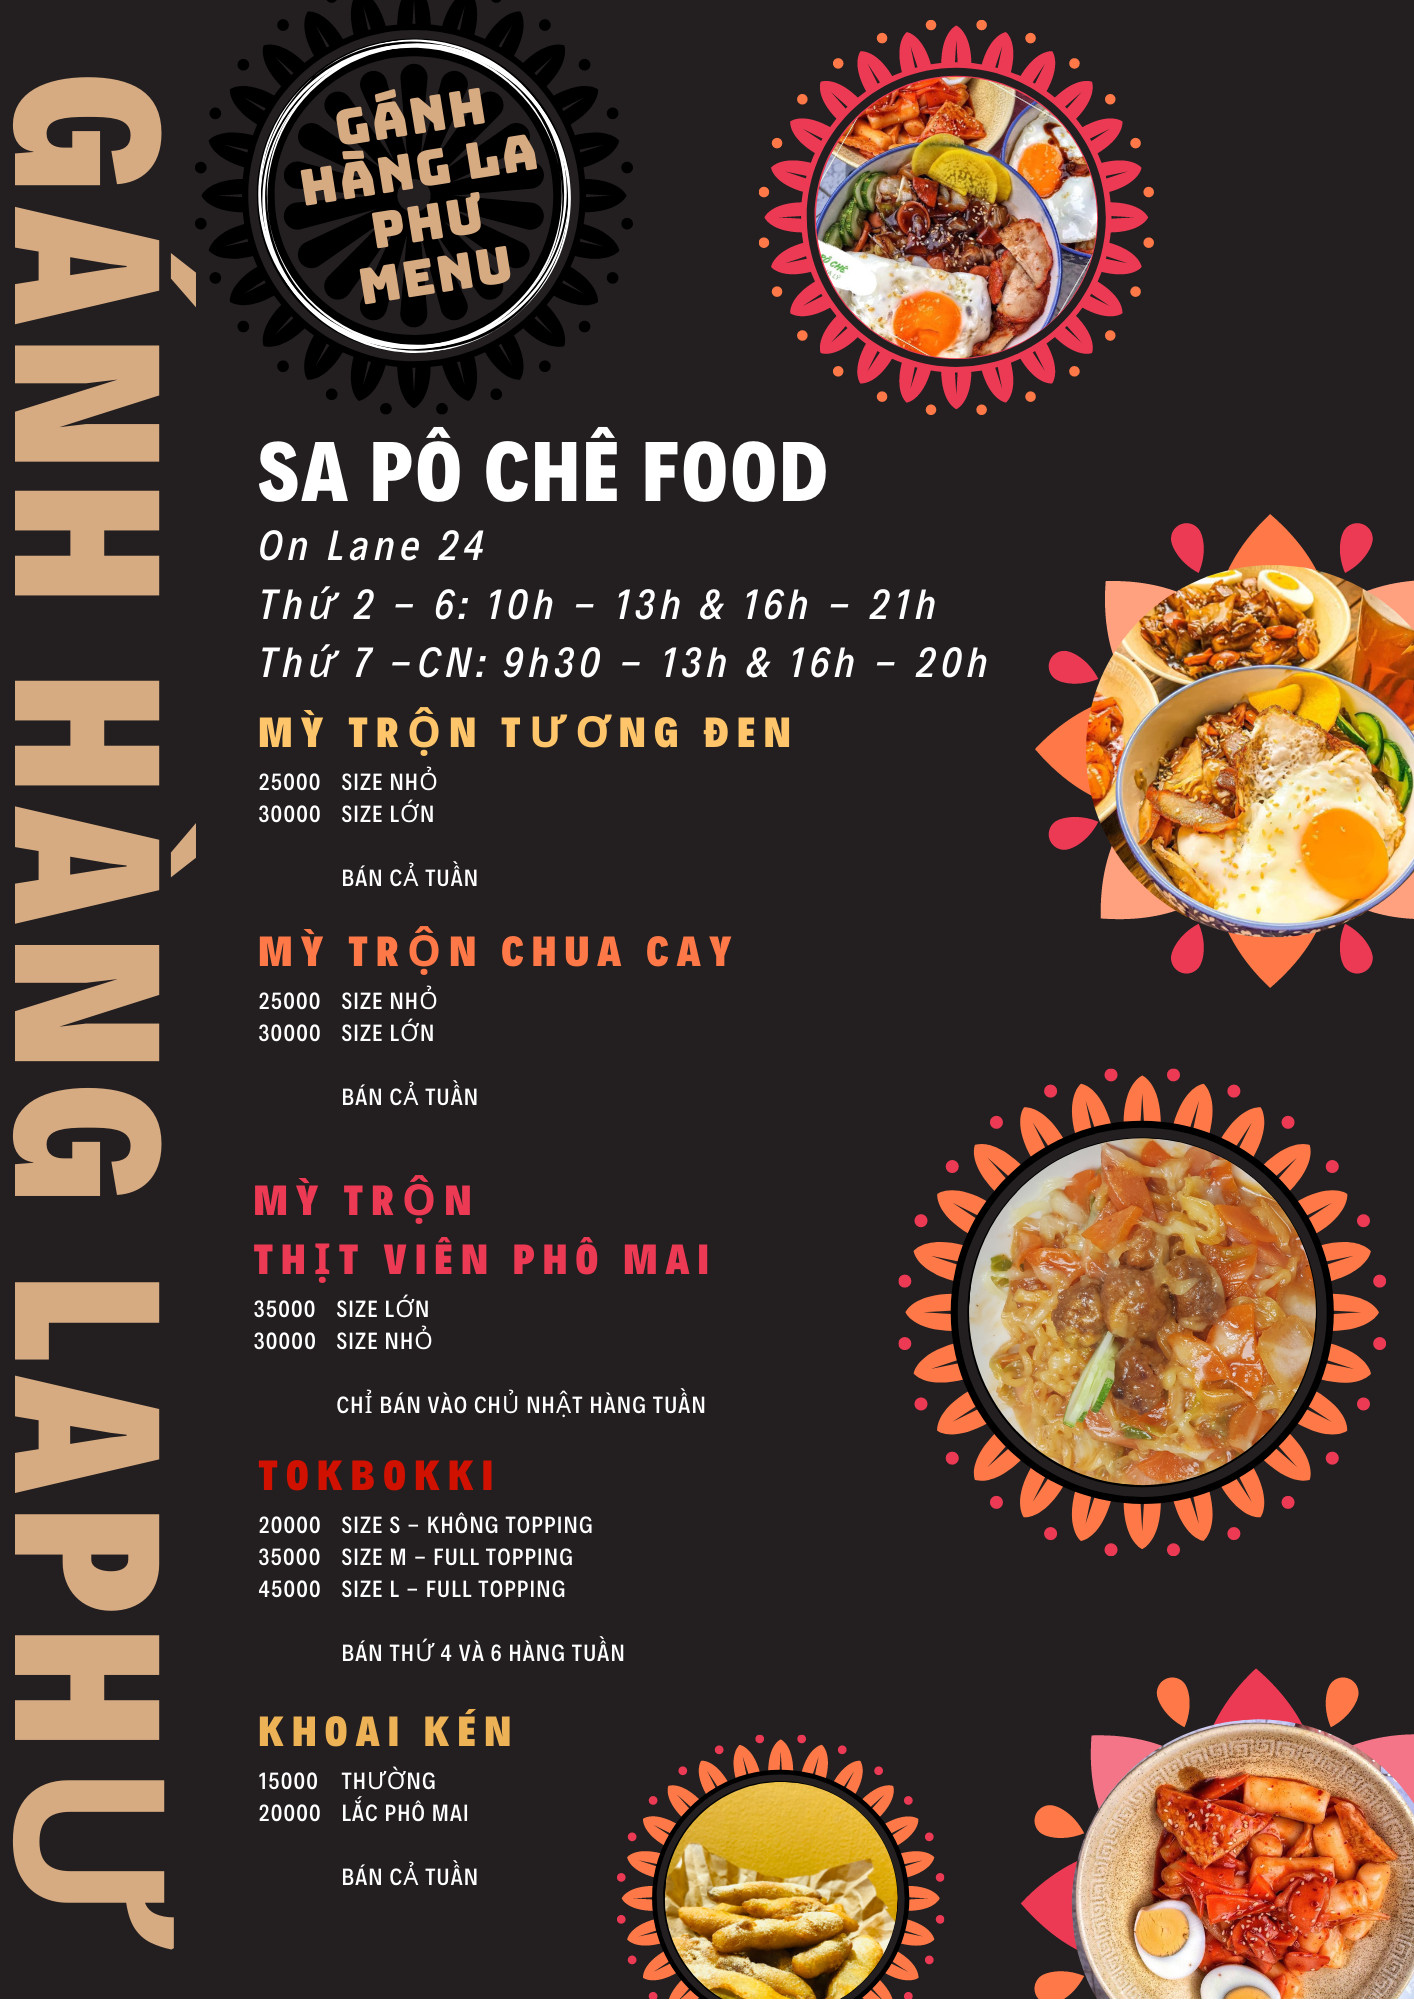 GÁNH HÀNG LA PHƯ
GÁNH
HÀNG LA
PHƯ
MENU
SA PÔ CHÊ FOOD
On Lane 24
Thứ 2 – 6: 10h – 13h & 16h – 21h
Thứ 7 –CN: 9h30 – 13h & 16h – 20h
MỲ TRỘN TƯƠNG ĐEN
25000 SIZE NHỎ
30000 SIZE LỚN
BÁN CẢ TUẦN
MỲ TRỘN CHUA CAY
25000 SIZE NHỎ
30000 SIZE LỚN
BÁN CẢ TUẦN
MỲ TRỘN
THỊT VIÊN PHÔ MAI
35000 SIZE LỚN
30000 SIZE NHỎ
CHỈ BÁN VÀO CHỦ NHẬT HÀNG TUẦN
TOKBOKKI
20000 SIZE S – KHÔNG TOPPING
35000 SIZE M – FULL TOPPING
45000 SIZE L – FULL TOPPING
BÁN THỨ 4 VÀ 6 HÀNG TUẦN
KHOAI KÉN
15000 THƯỜNG
20000 LẮC PHÔ MAI
BÁN CẢ TUẦN